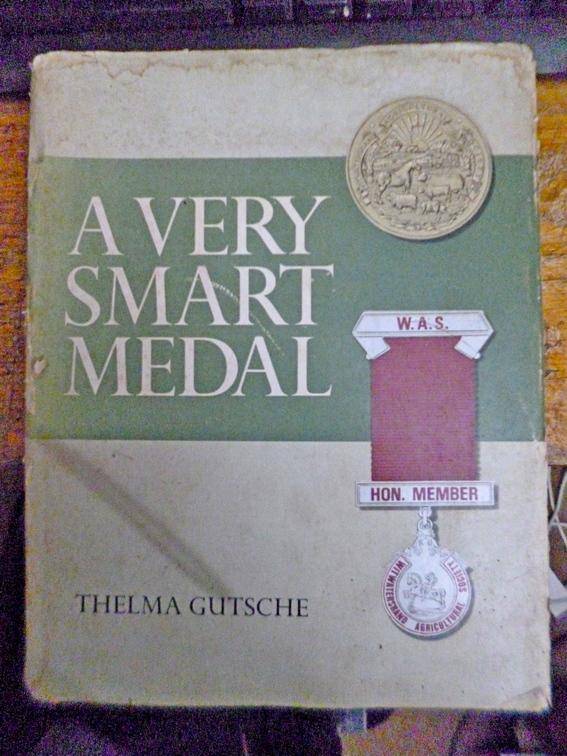 A VERY
SMART
MEDAL
W.A.S.
HON. MEMBER
WITWATERSRAND AGRICULTURAL SOCIETY
THELMA GUTSCHE